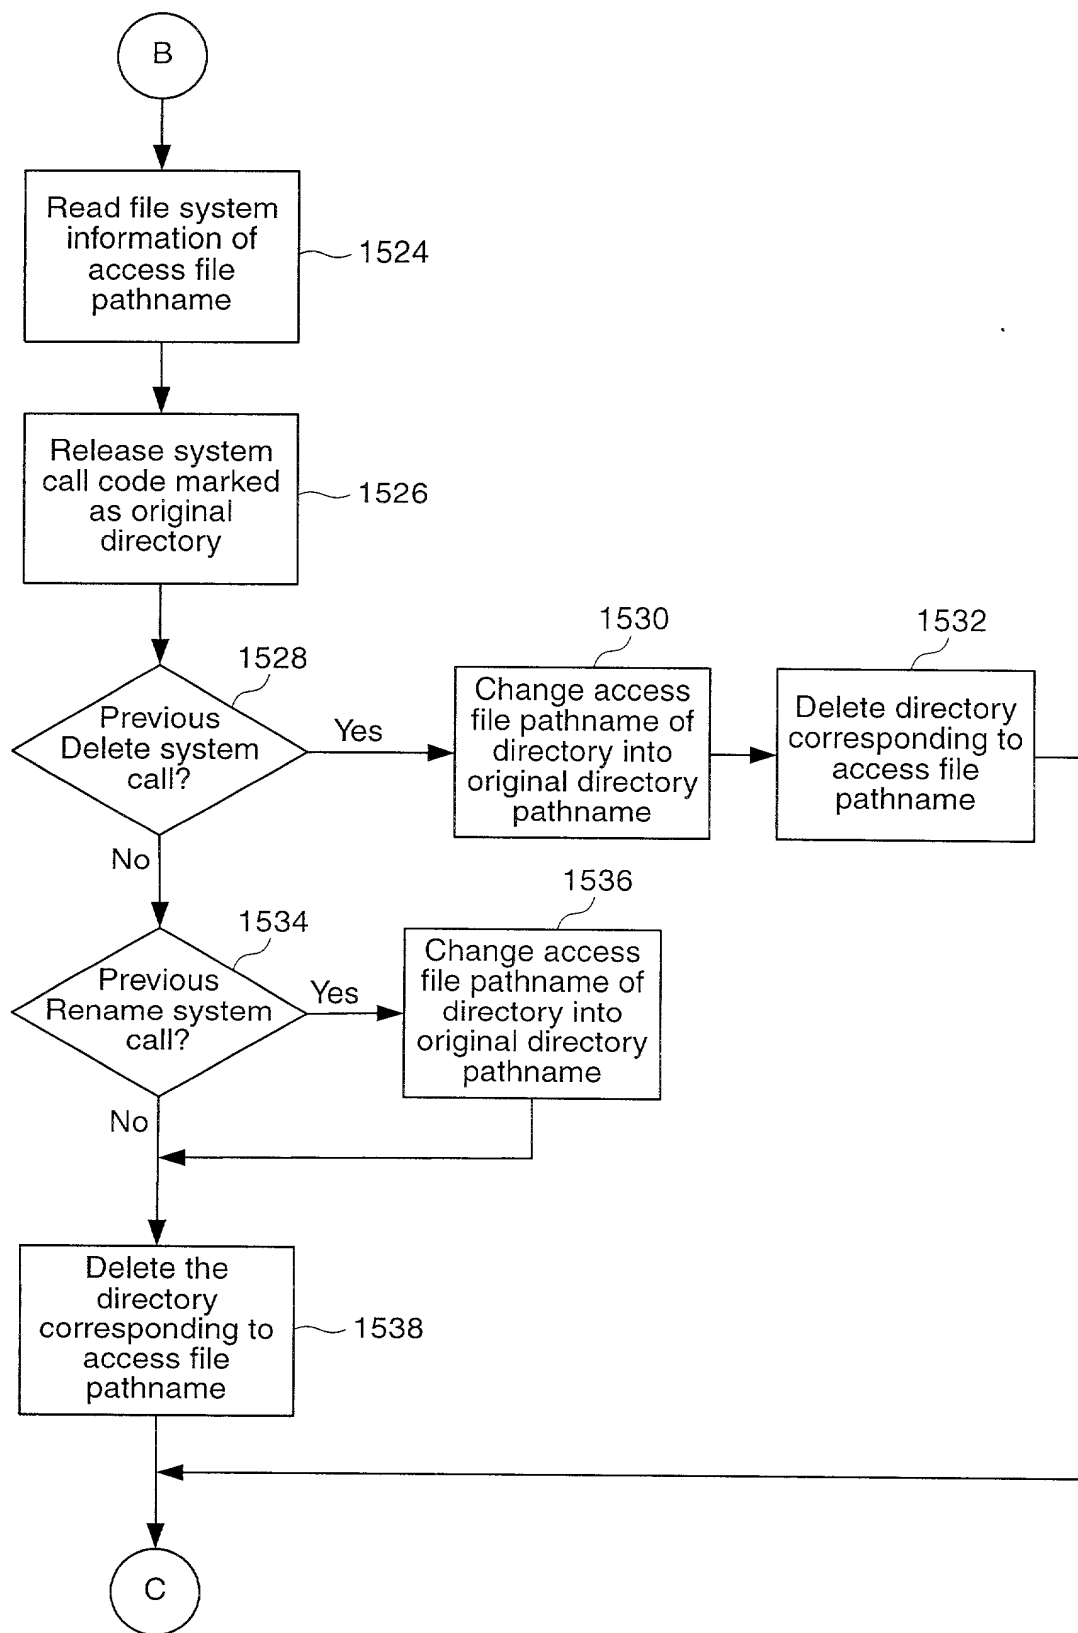 B
Read file system
information of
access file
pathname
1524
Release system
call code marked
as original
directory
1526
1528
Previous
Delete system
call?
Yes
No
1530
Change access
file pathname of
directory into
original directory
pathname
1532
Delete directory
corresponding to
access file
pathname
1534
Previous
Rename system
call?
Yes
No
1536
Change access
file pathname of
directory into
original directory
pathname
Delete the
directory
corresponding to
access file
pathname
1538
C